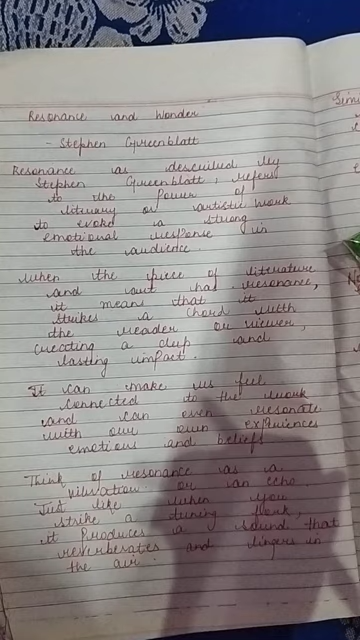 Resonance and Wonder
- Stephen Greenblatt
Resonance as described by
Stephen Greenblatt, refers
to the power of
literary or artistic work
to evoke a strong
emotional response in
the audience.
When the piece of literature
and art has resonance,
it means that it
strikes a chord with
the reader or viewer,
creating a deep and
lasting impact.
It can make us feel
connected to the work
and can even resonate
with our own experiences
emotions and beliefs
Think of resonance as a
vibration or an echo.
Just like when you
strike a tuning fork,
it produces a sound that
reverberates and lingers in
the air.